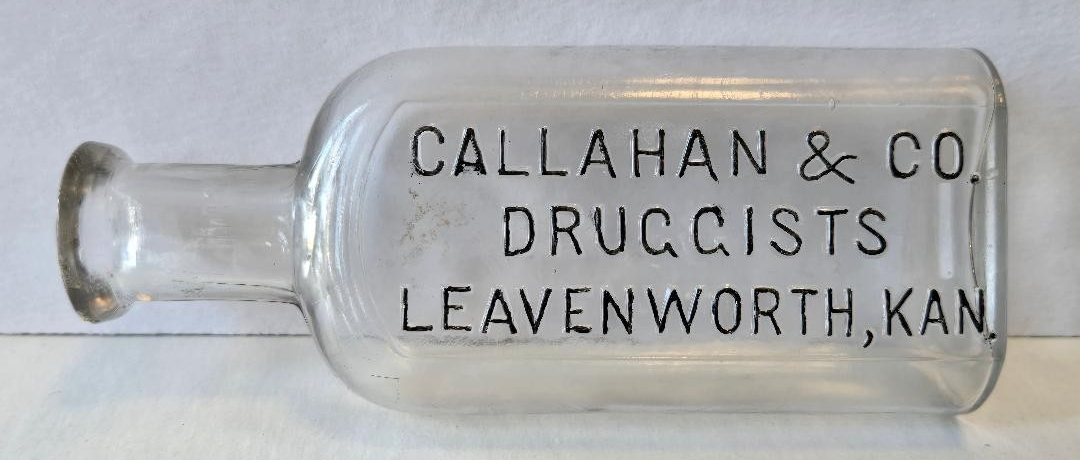 CALLAHAN & CO.
DRUGGISTS
LEAVENWORTH, KAN.